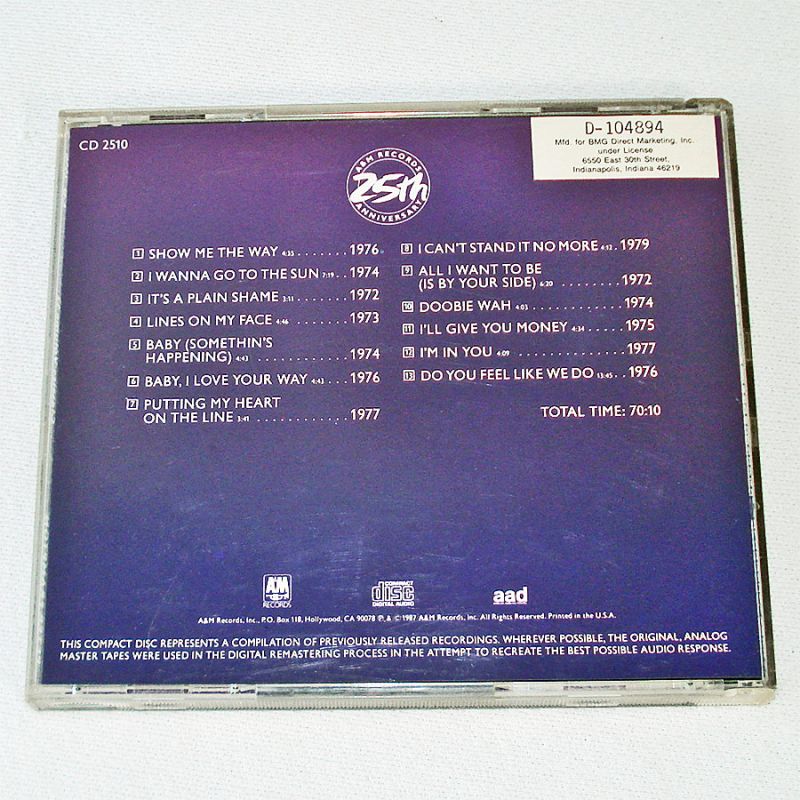 CD 2510
D-104894
Mfd. for BMG Direct Marketing, Inc.
under License
6550 East 30th Street,
Indianapolis, Indiana 46219
A&M RECORDS
25th
ANNIVERSARY
1 SHOW ME THE WAY 4:35 ....... 1976
2 I WANNA GO TO THE SUN 7:19 .. 1974
3 IT'S A PLAIN SHAME 3:11 ....... 1972
4 LINES ON MY FACE 4:46 ........ 1973
5 BABY (SOMETHIN'S
HAPPENING) 4:43 ............ 1974
6 BABY, I LOVE YOUR WAY 4:43 ... 1976
7 PUTTING MY HEART
ON THE LINE 3:41 ............ 1977
8 I CAN'T STAND IT NO MORE 4:12 . 1979
9 ALL I WANT TO BE
(IS BY YOUR SIDE) 6:20 ........ 1972
10 DOOBIE WAH 4:03 ............ 1974
11 I'LL GIVE YOU MONEY 4:34 ..... 1975
12 I'M IN YOU 4:09 .............. 1977
13 DO YOU FEEL LIKE WE DO 13:45 .. 1976
TOTAL TIME: 70:10
A&M
RECORDS
COMPACT
disc
DIGITAL AUDIO
aad
A&M Records, Inc., P.O. Box 118, Hollywood, CA 90078 ℗, & © 1987 A&M Records, Inc. All Rights Reserved. Printed in the U.S.A.
THIS COMPACT DISC REPRESENTS A COMPILATION OF PREVIOUSLY RELEASED RECORDINGS. WHEREVER POSSIBLE, THE ORIGINAL, ANALOG
MASTER TAPES WERE USED IN THE DIGITAL REMASTERING PROCESS IN THE ATTEMPT TO RECREATE THE BEST POSSIBLE AUDIO RESPONSE.